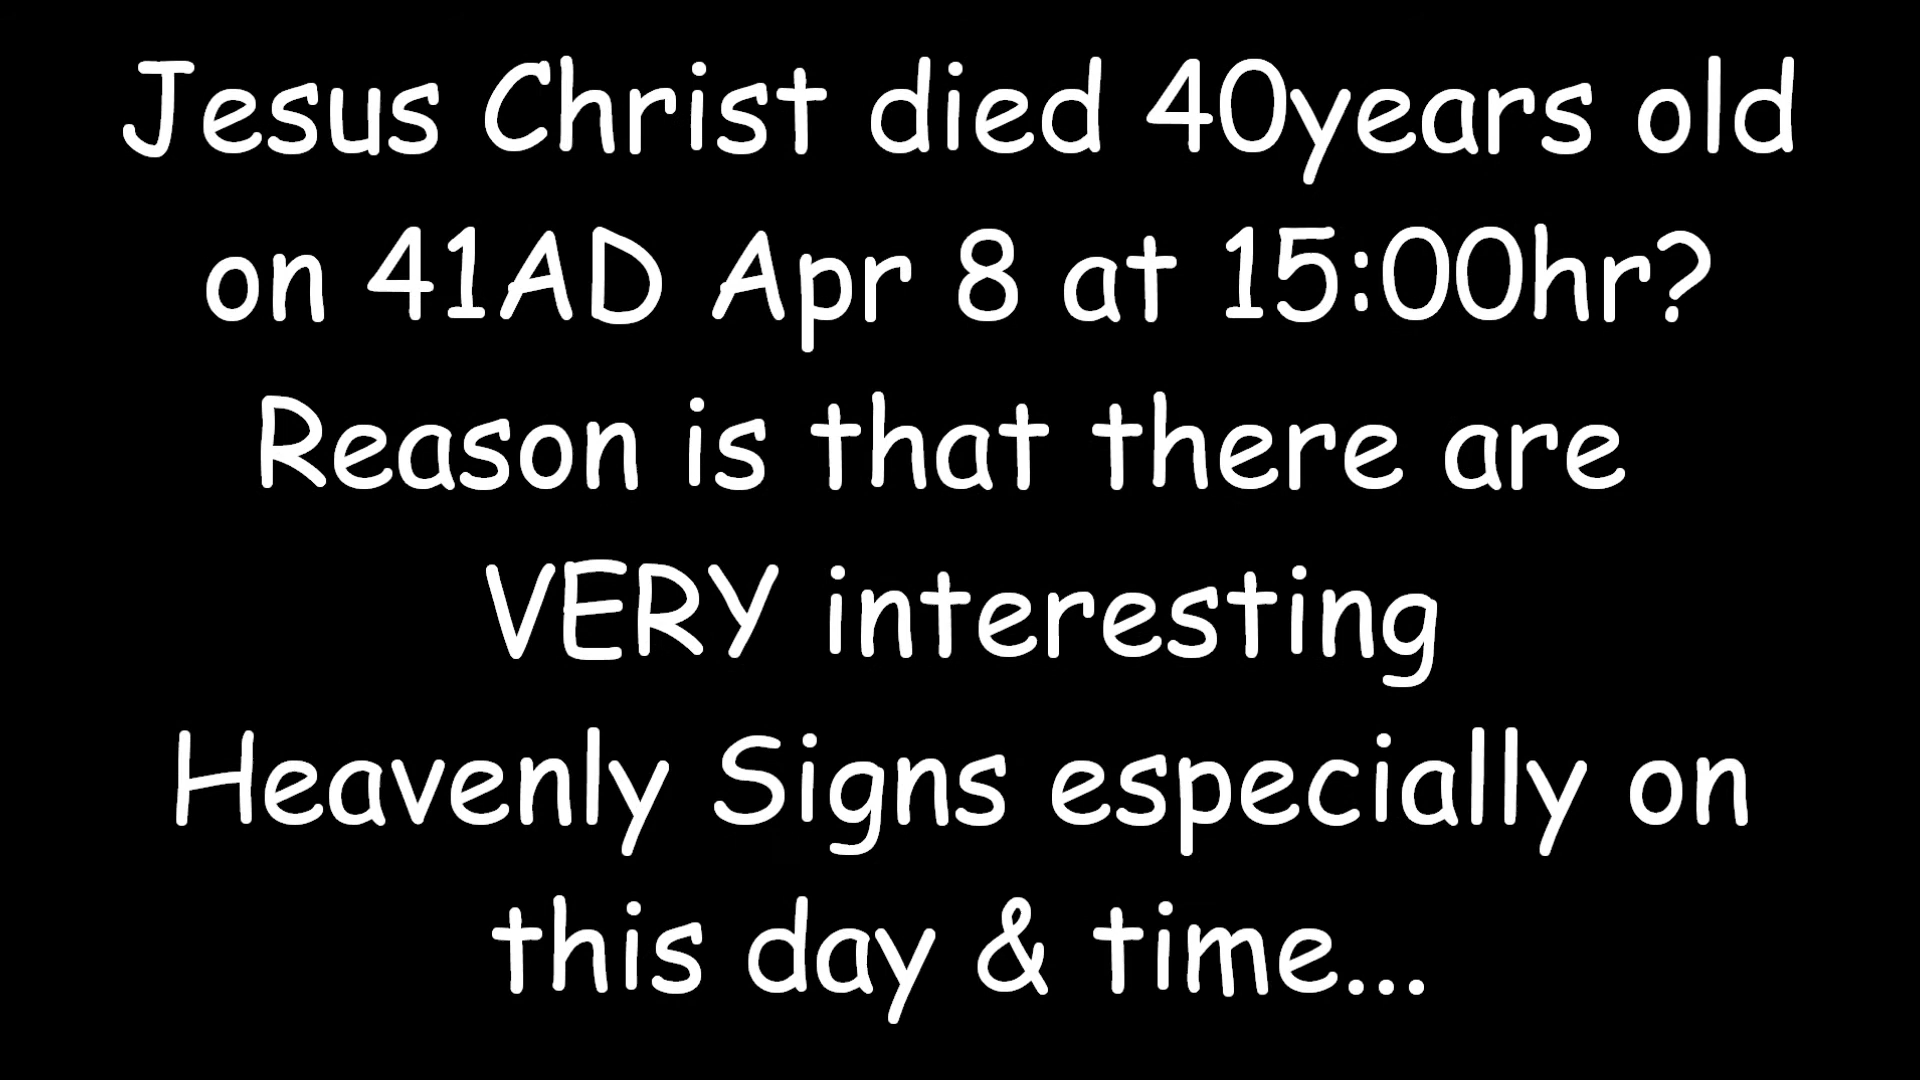 Jesus Christ died 40years old
on 41AD Apr 8 at 15:00hr?
Reason is that there are
VERY interesting
Heavenly Signs especially on
this day & time...